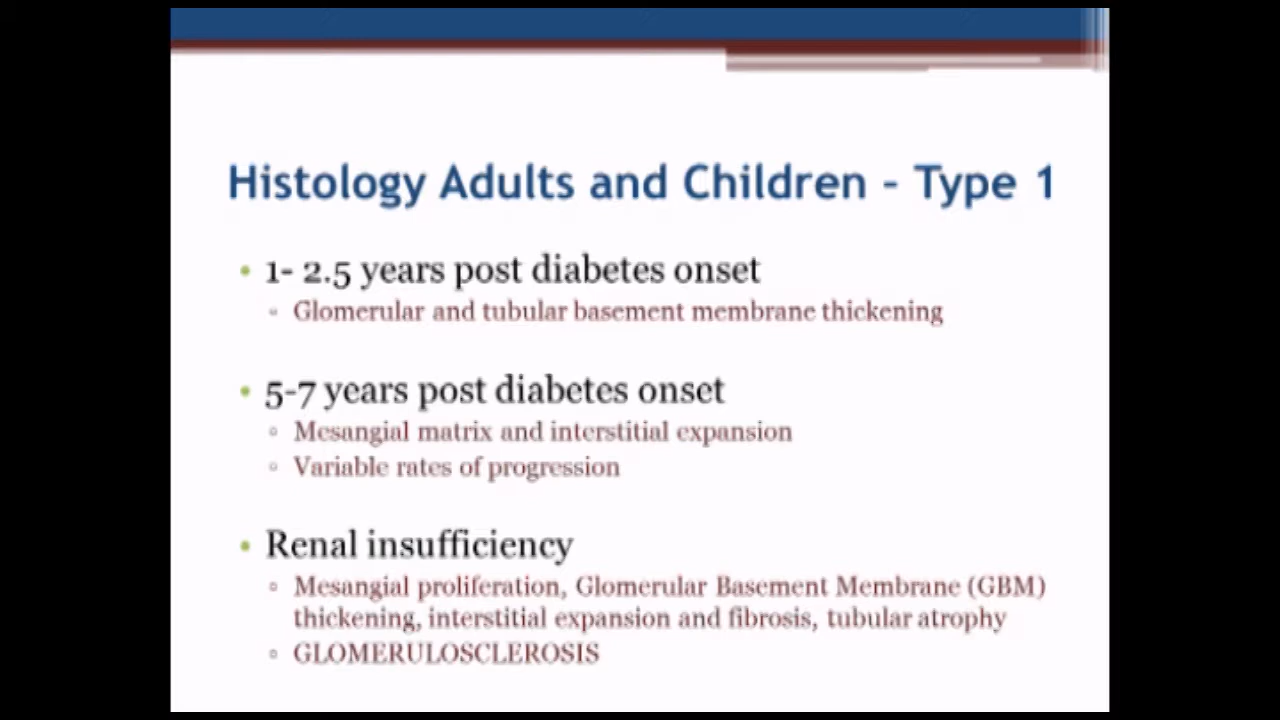 Histology Adults and Children – Type 1
• 1- 2.5 years post diabetes onset
▫ Glomerular and tubular basement membrane thickening
• 5-7 years post diabetes onset
▫ Mesangial matrix and interstitial expansion
▫ Variable rates of progression
• Renal insufficiency
▫ Mesangial proliferation, Glomerular Basement Membrane (GBM)
thickening, interstitial expansion and fibrosis, tubular atrophy
▫ GLOMERULOSCLEROSIS